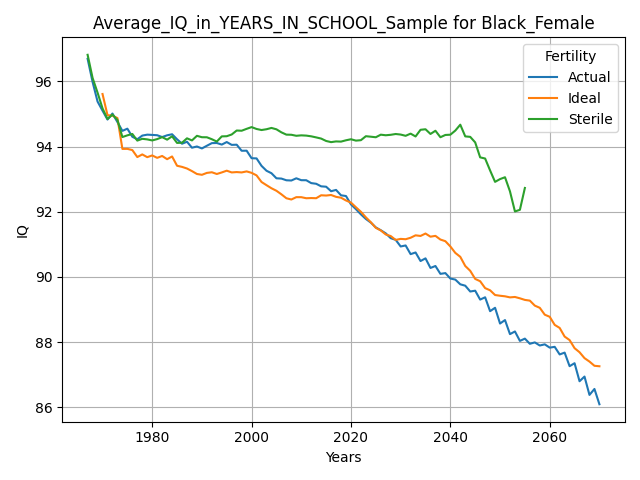 Average_IQ_in_YEARS_IN_SCHOOL_Sample for Black_Female
Fertility
Actual
Ideal
Sterile
IQ
96
94
92
90
88
86
1980
2000
2020
2040
2060
Years